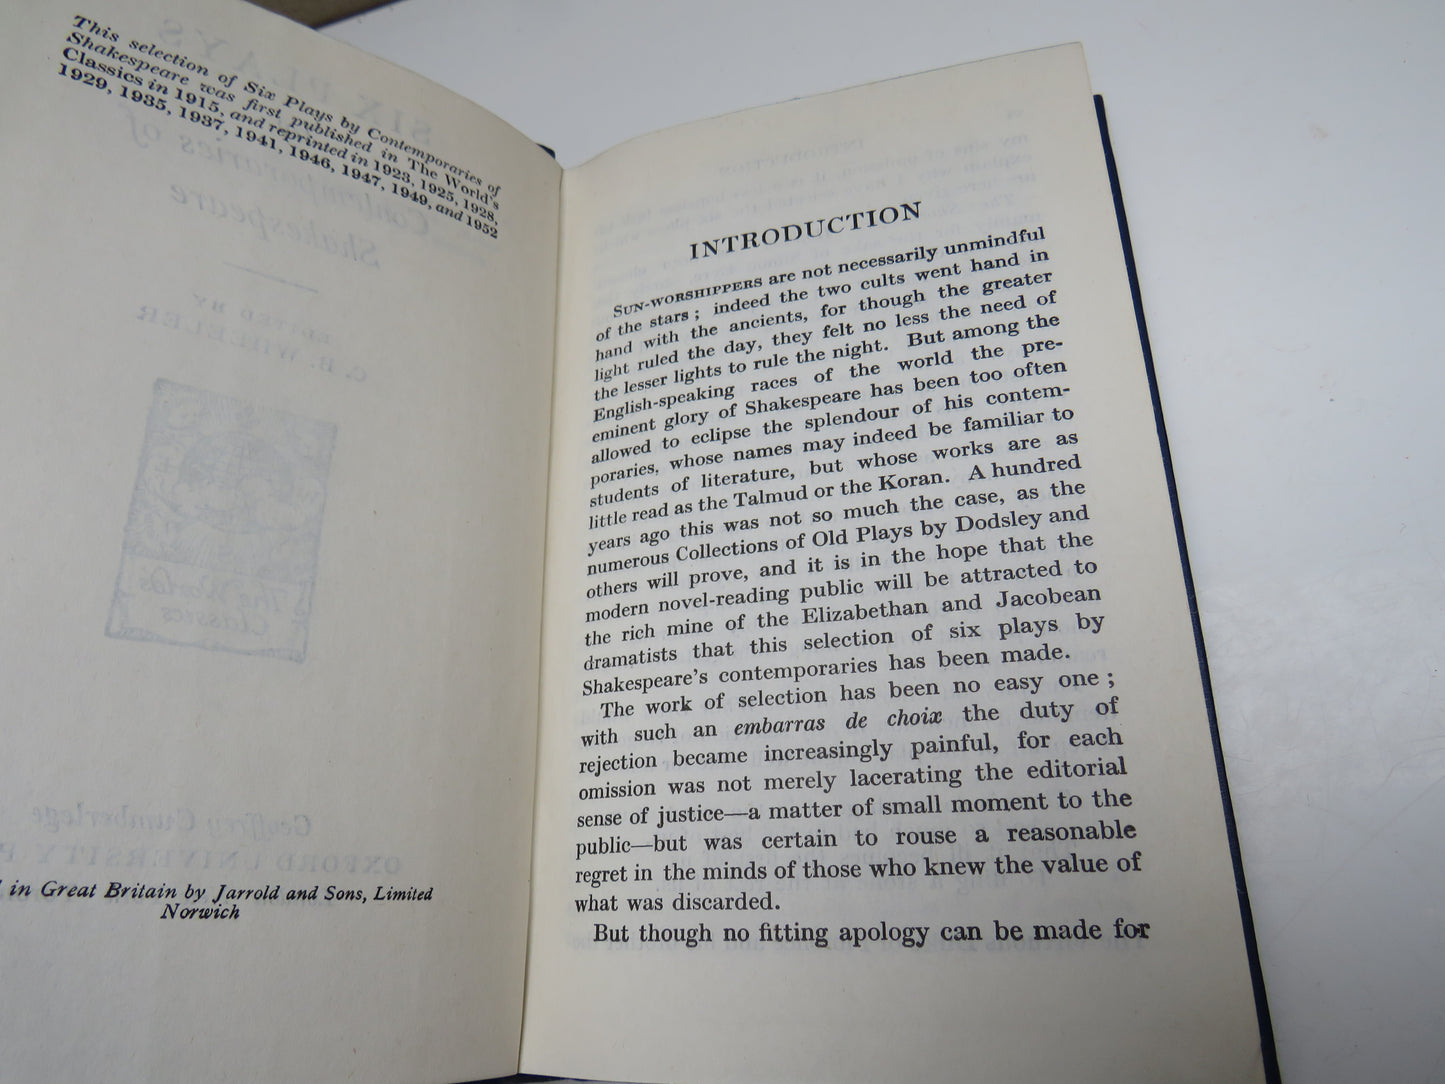 This selection of Six Plays by Contemporaries of
Shakespeare was first published in The World's
Classics in 1915, and reprinted in 1923, 1925, 1928,
1929, 1935, 1937, 1941, 1946, 1947, 1949, and 1952
in Great Britain by Jarrold and Sons, Limited
Norwich
INTRODUCTION
SUN-WORSHIPPERS are not necessarily unmindful
of the stars ; indeed the two cults went hand in
hand with the ancients, for though the greater
light ruled the day, they felt no less the need of
the lesser lights to rule the night. But among the
English-speaking races of the world the pre-
eminent glory of Shakespeare has been too often
allowed to eclipse the splendour of his contem-
poraries, whose names may indeed be familiar to
students of literature, but whose works are as
little read as the Talmud or the Koran. A hundred
years ago this was not so much the case, as the
numerous Collections of Old Plays by Dodsley and
others will prove, and it is in the hope that the
modern novel-reading public will be attracted to
the rich mine of the Elizabethan and Jacobean
dramatists that this selection of six plays by
Shakespeare's contemporaries has been made.
The work of selection has been no easy one ;
with such an embarras de choix the duty of
rejection became increasingly painful, for each
omission was not merely lacerating the editorial
sense of justice—a matter of small moment to the
public—but was certain to rouse a reasonable
regret in the minds of those who knew the value of
what was discarded.
But though no fitting apology can be made for